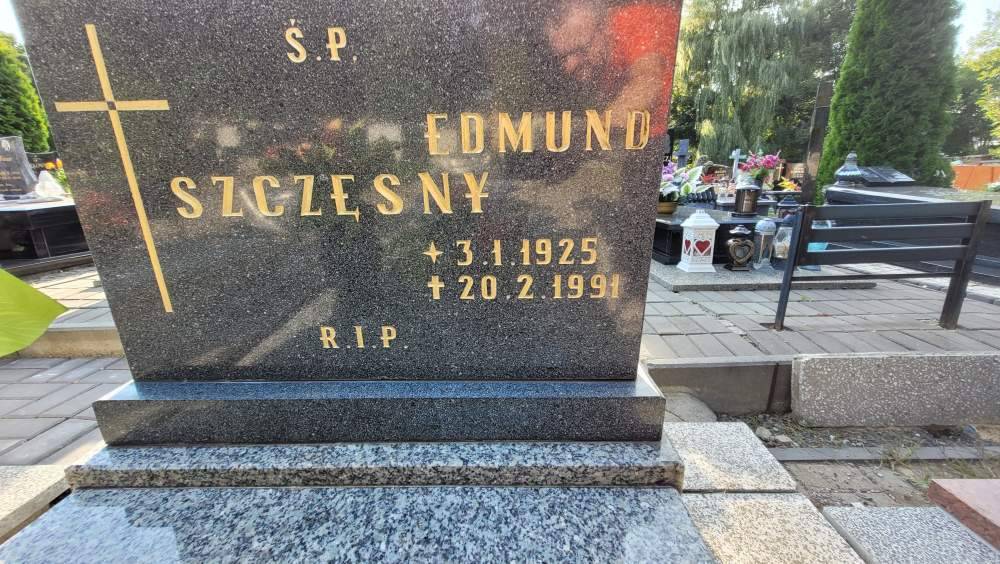 Ś.P.
EDMUND
SZCZĘSNY
✦ 3.1.1925
✝ 20.2.1991
R.I.P.